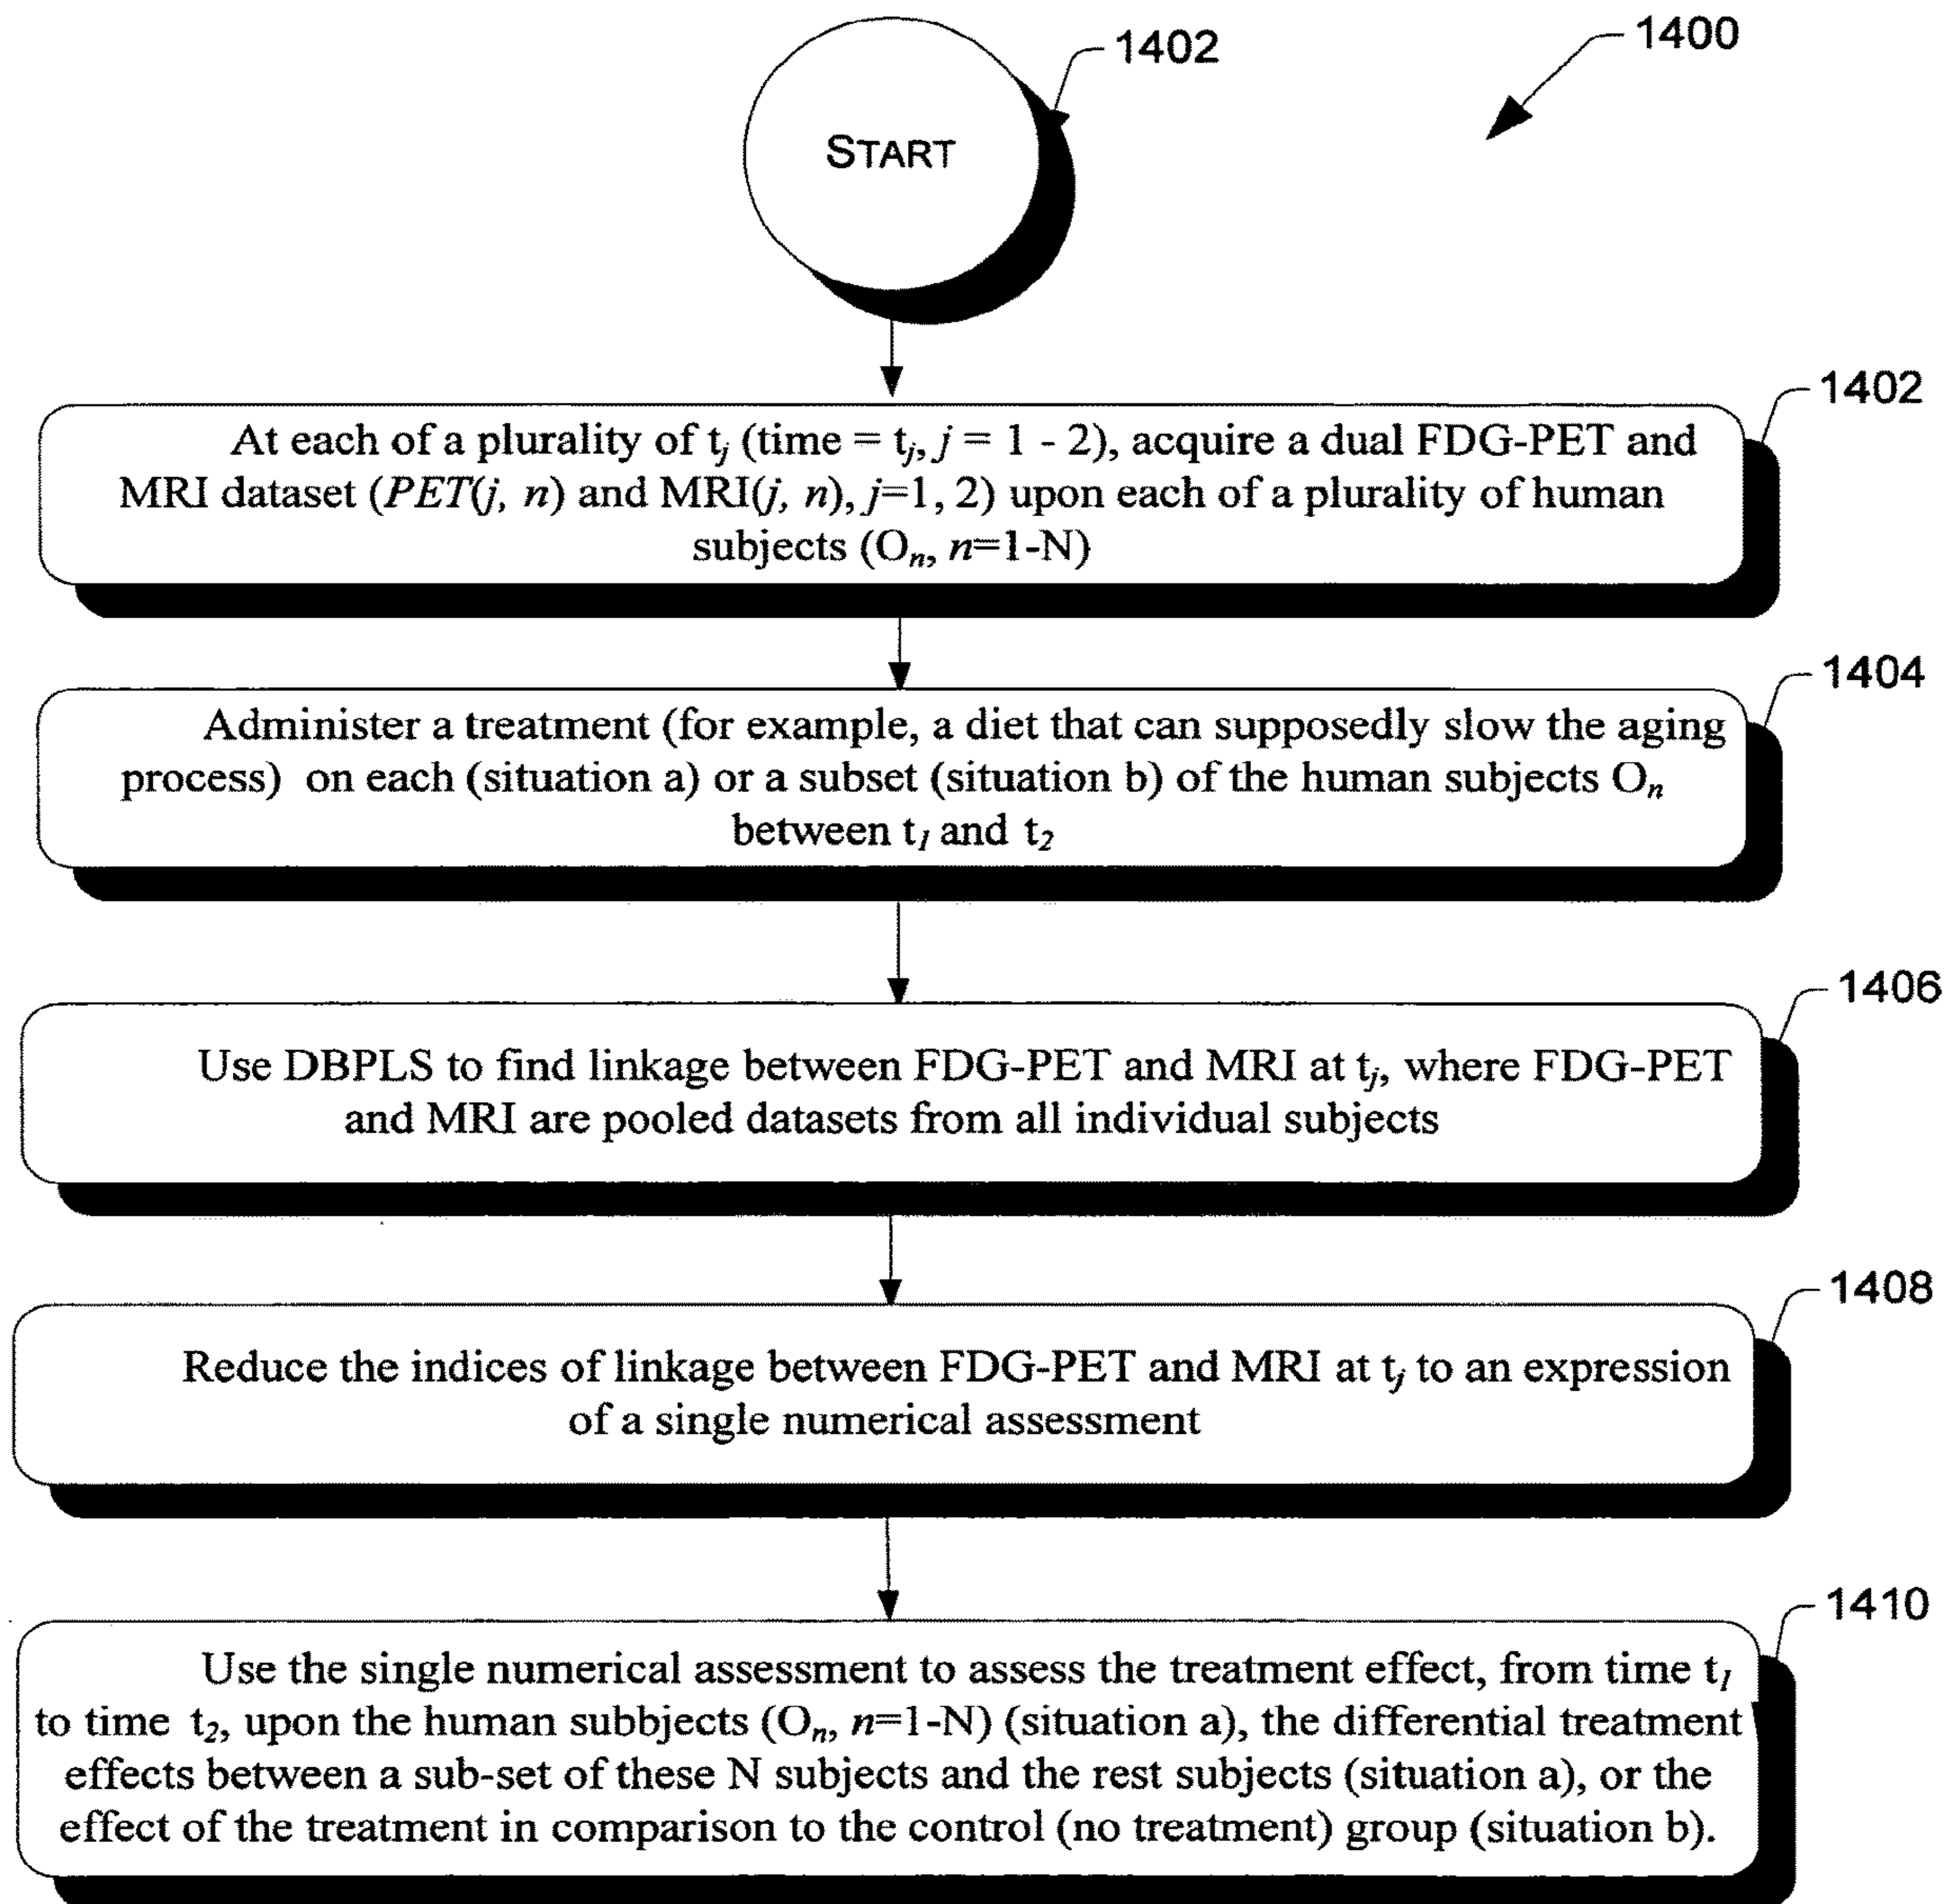 1400
1402
START
1402
At each of a plurality of tj (time = tj, j = 1 - 2), acquire a dual FDG-PET and
MRI dataset (PET(j, n) and MRI(j, n), j=1, 2) upon each of a plurality of human
subjects (On, n=1-N)
1404
Administer a treatment (for example, a diet that can supposedly slow the aging
process) on each (situation a) or a subset (situation b) of the human subjects On
between t1 and t2
1406
Use DBPLS to find linkage between FDG-PET and MRI at tj, where FDG-PET
and MRI are pooled datasets from all individual subjects
1408
Reduce the indices of linkage between FDG-PET and MRI at tj to an expression
of a single numerical assessment
1410
Use the single numerical assessment to assess the treatment effect, from time t1
to time t2, upon the human subbjects (On, n=1-N) (situation a), the differential treatment
effects between a sub-set of these N subjects and the rest subjects (situation a), or the
effect of the treatment in comparison to the control (no treatment) group (situation b).